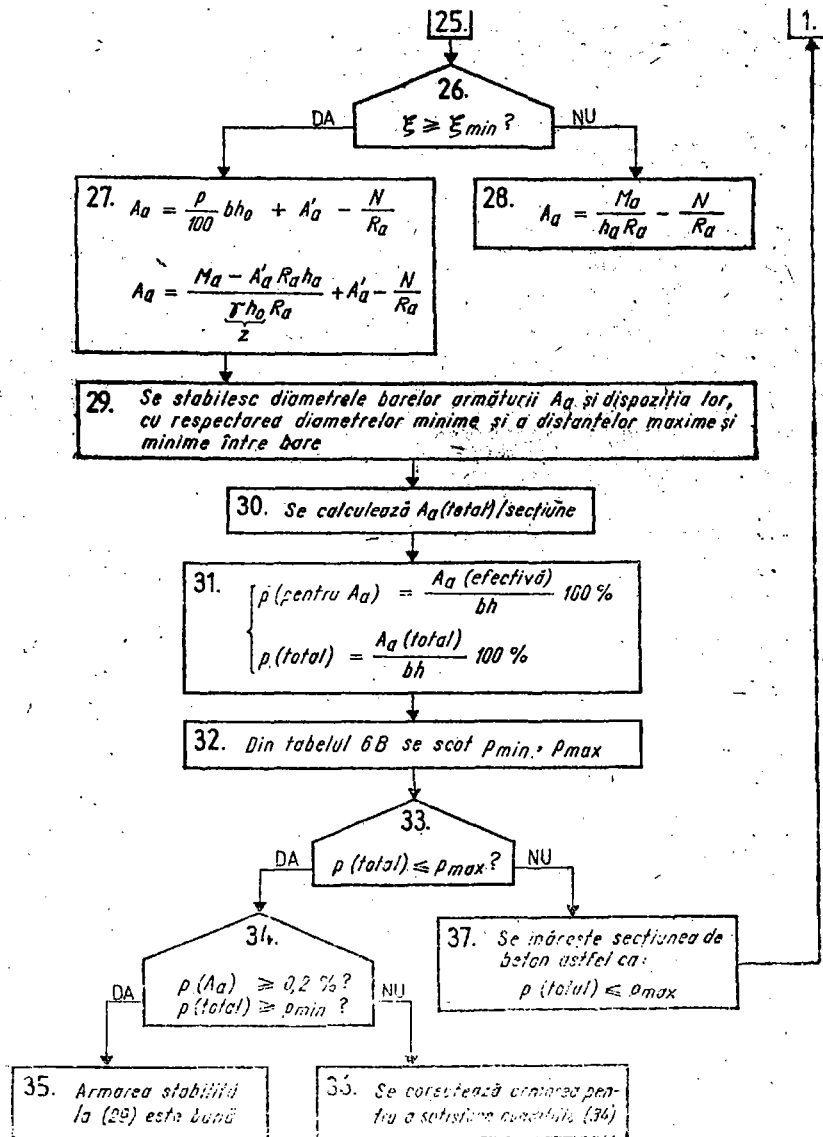 25.
1.
26.
ξ ⩾ ξmin ?
DA
NU
27. Aa = p/100 bho + A'a - N/Ra
Aa = (Ma - A'a Ra ha)/(γ ho Ra) + A'a - N/Ra
z
28. Aa = Ma/(ha Ra) - N/Ra
29. Se stabilesc diametrele barelor armăturii Aa și dispoziția lor,
cu respectarea diametrelor minime și a distanțelor maxime și
minime între bare
30. Se calculează Aa(total)/secțiune
31. p (pentru Aa) = Aa (efectivă)/bh 100 %
p (total) = Aa (total)/bh 100 %
32. Din tabelul 6B se scot pmin, pmax
33.
p (total) ⩽ pmax ?
DA
NU
34.
p (Aa) ⩾ 0,2 % ?
p (total) ⩾ pmin ?
DA
NU
37. Se mărește secțiunea de
beton astfel ca:
p (total) ⩽ pmax
35. Armarea stabilită
la (29) este bună
Se corectează armarea pen-
tru a (34)